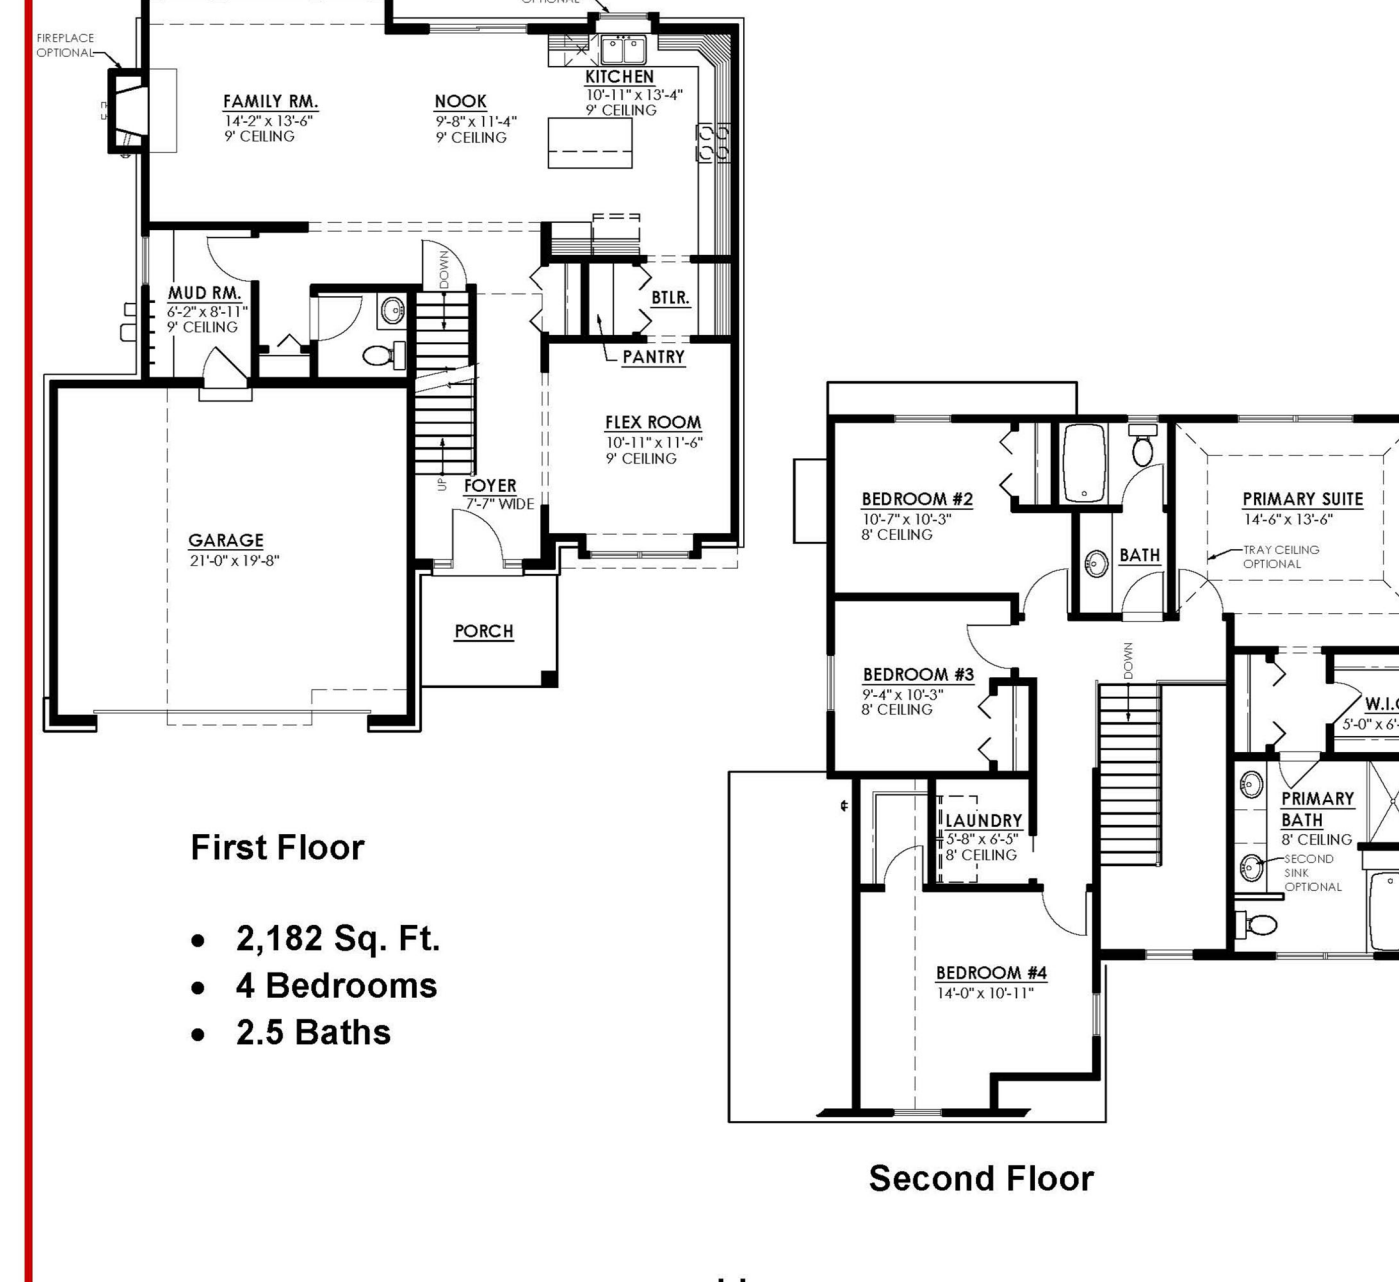 FIREPLACE
OPTIONAL
FAMILY RM.
14'-2" x 13'-6"
9' CEILING
NOOK
9'-8" x 11'-4"
9' CEILING
KITCHEN
10'-11" x 13'-4"
9' CEILING
MUD RM.
6'-2" x 8'-11"
9' CEILING
DOWN
BTLR.
PANTRY
FLEX ROOM
10'-11" x 11'-6"
9' CEILING
UP
FOYER
7'-7" WIDE
GARAGE
21'-0" x 19'-8"
PORCH
First Floor
• 2,182 Sq. Ft.
• 4 Bedrooms
• 2.5 Baths
BEDROOM #2
10'-7" x 10'-3"
8' CEILING
BATH
PRIMARY SUITE
14'-6" x 13'-6"
TRAY CEILING
OPTIONAL
BEDROOM #3
9'-4" x 10'-3"
8' CEILING
DOWN
W.I.C
5'-0" x 6'-
LAUNDRY
5'-8" x 6'-5"
8' CEILING
PRIMARY
BATH
8' CEILING
SECOND
SINK
OPTIONAL
BEDROOM #4
14'-0" x 10'-11"
Second Floor